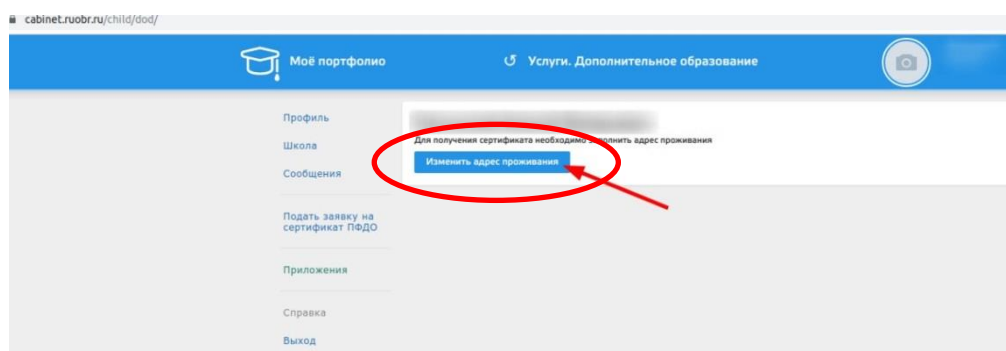 cabinet.ruobr.ru/child/dod/
Моё портфолио
Услуги. Дополнительное образование
Профиль
Школа
Сообщения
Подать заявку на
сертификат ПФДО
Приложения
Справка
Выход
Для получения сертификата необходимо заполнить адрес проживания
Изменить адрес проживания